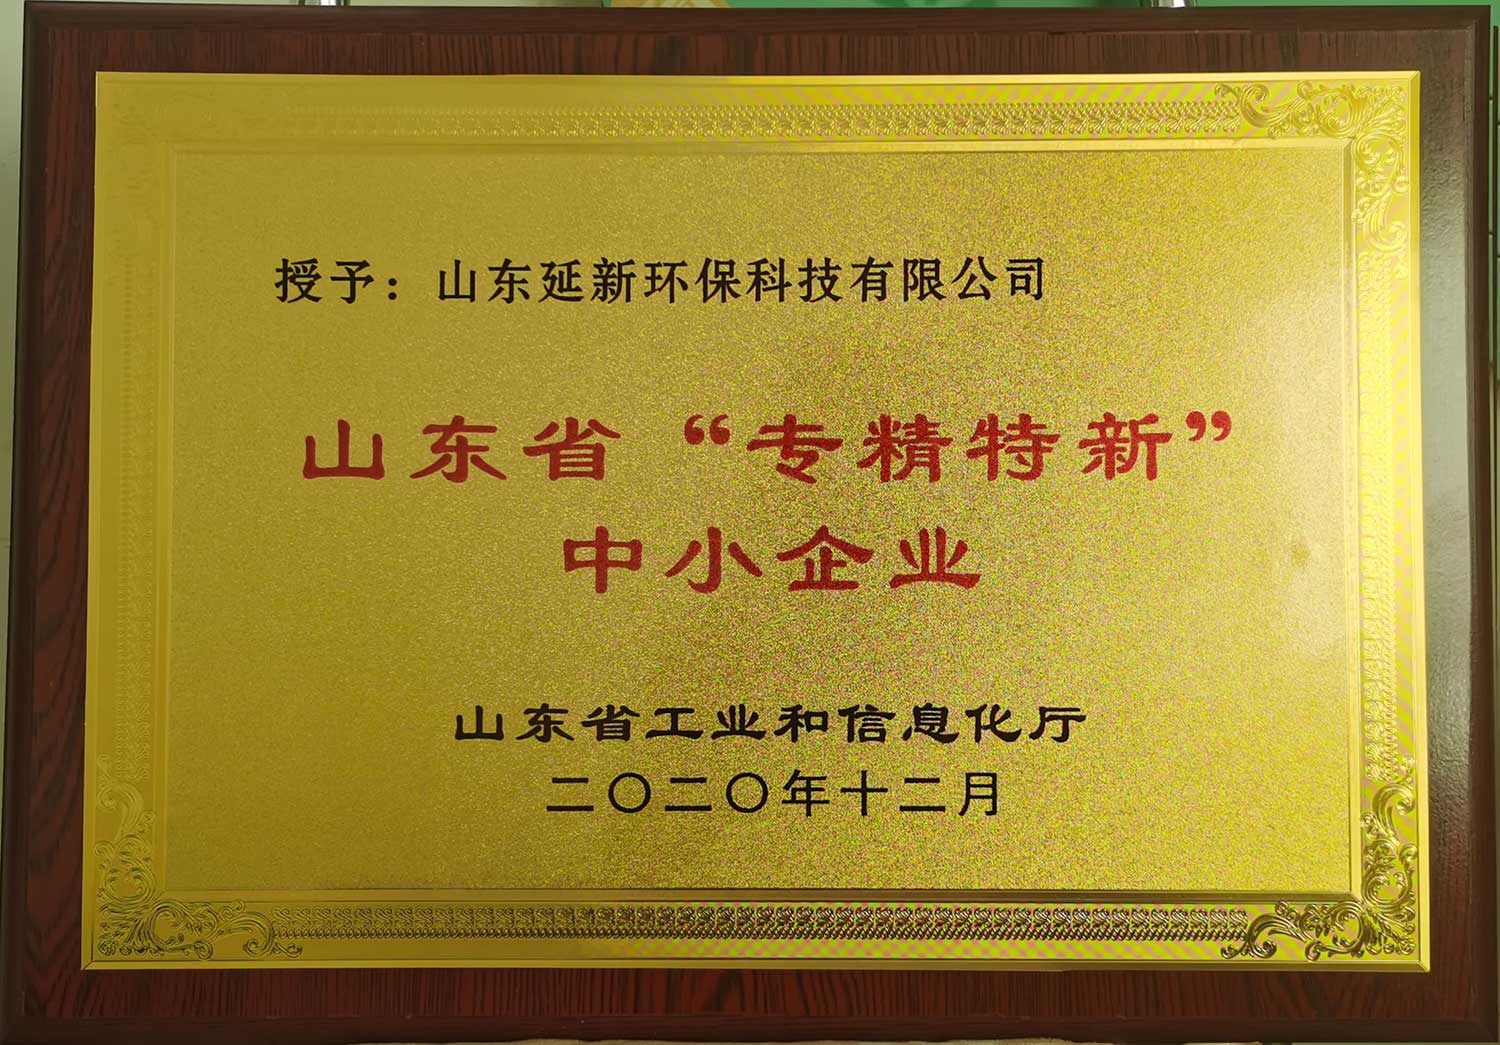 授予：山东延新环保科技有限公司
山东省“专精特新”
中小企业
山东省工业和信息化厅
二〇二〇年十二月